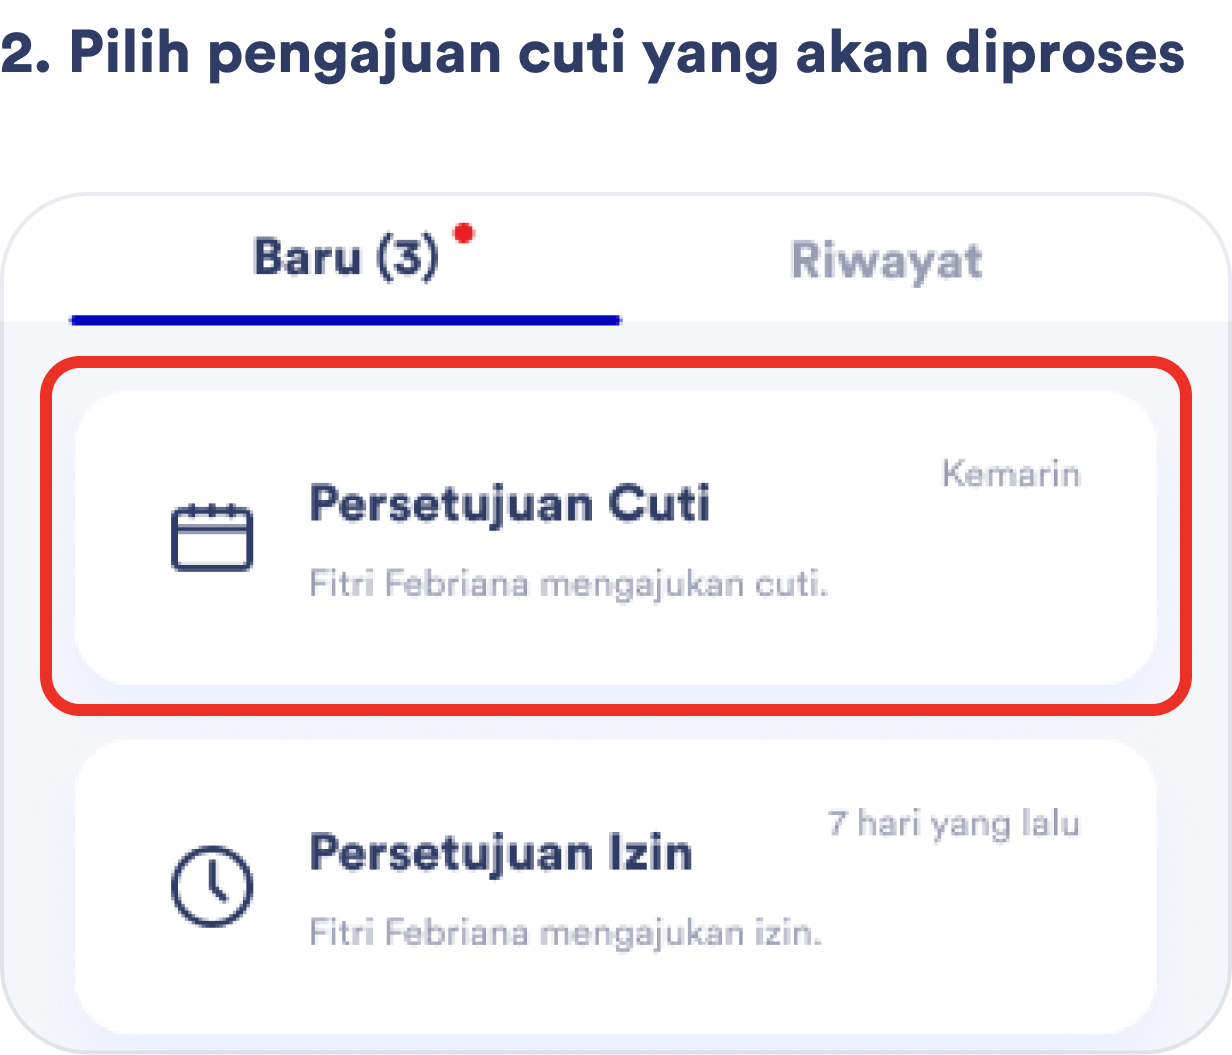 2. Pilih pengajuan cuti yang akan diproses
Baru (3)
Riwayat
Kemarin
Persetujuan Cuti
Fitri Febriana mengajukan cuti.
7 hari yang lalu
Persetujuan Izin
Fitri Febriana mengajukan izin.